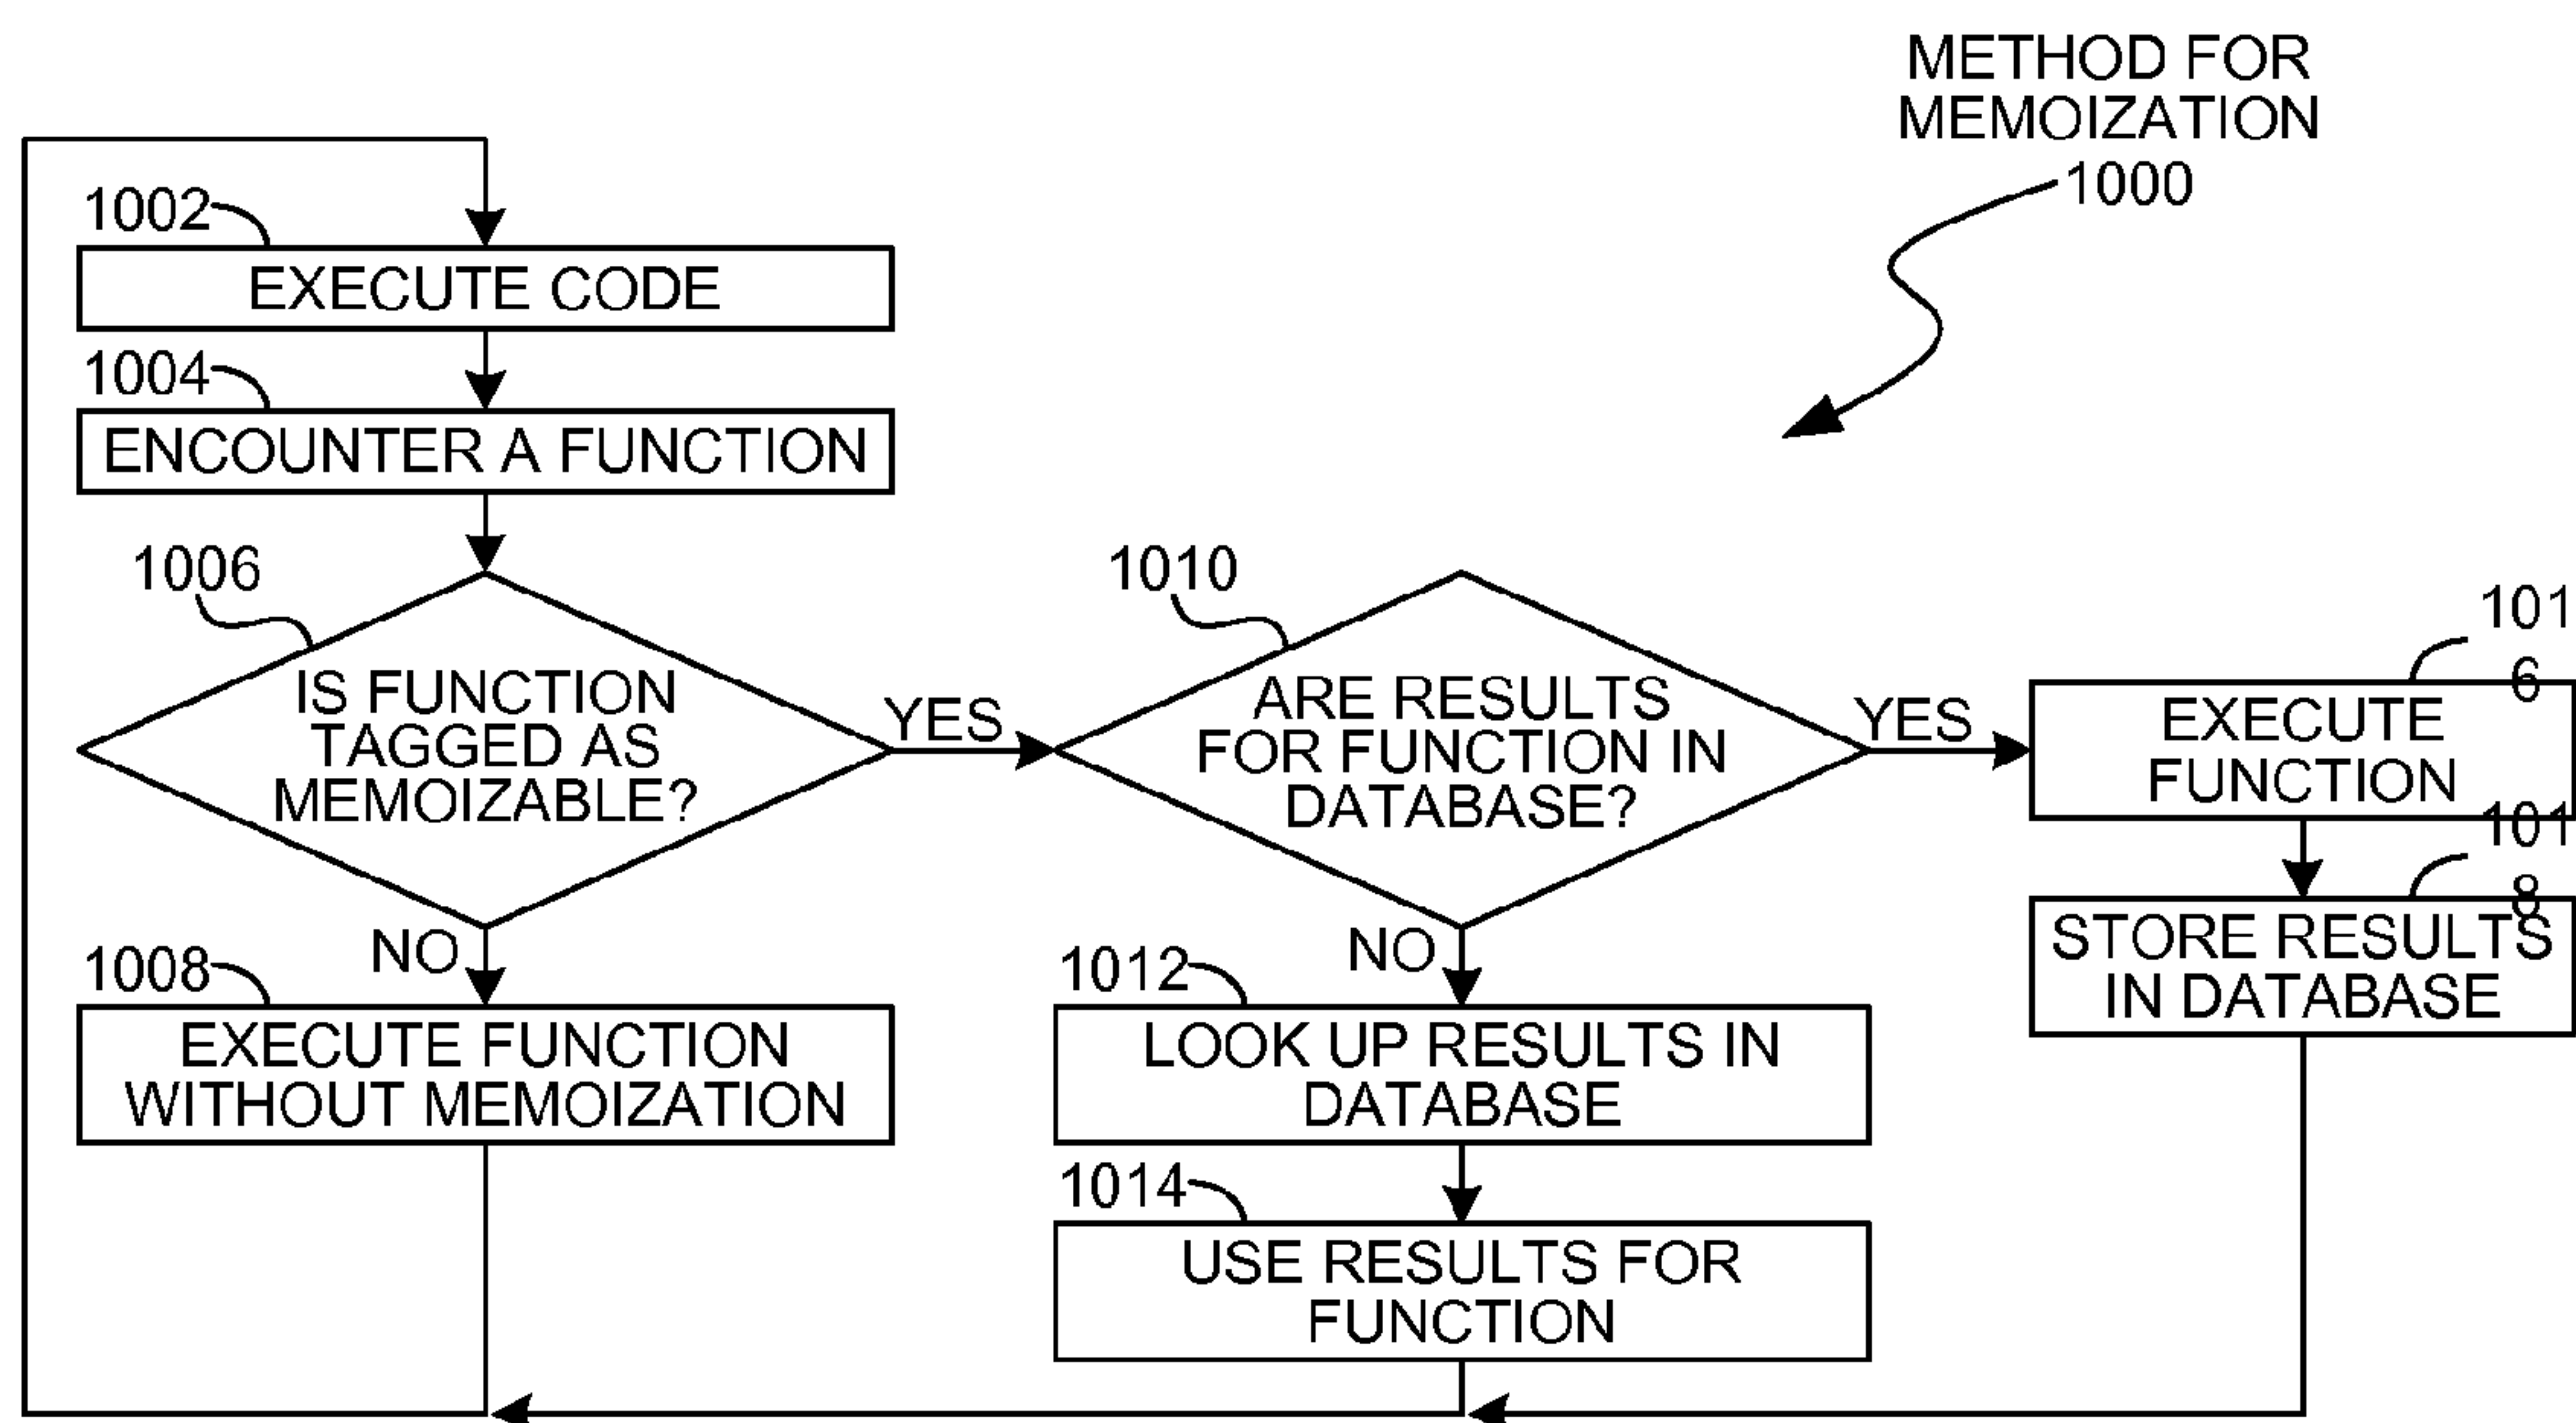 METHOD FOR
MEMOIZATION
1000
1002
EXECUTE CODE
1004
ENCOUNTER A FUNCTION
1006
IS FUNCTION
TAGGED AS
MEMOIZABLE?
YES
NO
1008
EXECUTE FUNCTION
WITHOUT MEMOIZATION
1010
ARE RESULTS
FOR FUNCTION IN
DATABASE?
YES
NO
1012
LOOK UP RESULTS IN
DATABASE
1014
USE RESULTS FOR
FUNCTION
101
6
EXECUTE
FUNCTION
101
8
STORE RESULTS
IN DATABASE